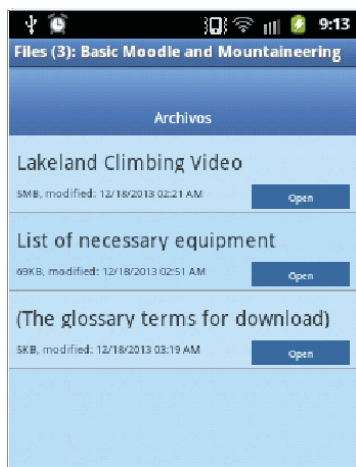 9:13
Files (3): Basic Moodle and Mountaineering
Archivos
Lakeland Climbing Video
5MB, modified: 12/18/2013 02:21 AM
Open
List of necessary equipment
69KB, modified: 12/18/2013 02:51 AM
Open
(The glossary terms for download)
5KB, modified: 12/18/2013 03:19 AM
Open